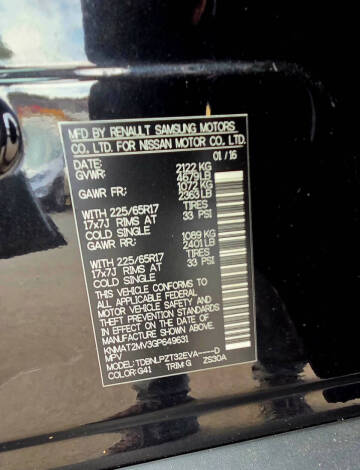 MFD BY RENAULT SAMSUNG MOTORS
CO. LTD. FOR NISSAN MOTOR CO. LTD.
DATE: 01/16
GVWR: 2122 KG
4679LB
GAWR FR: 1072 KG
2363LB
WITH 225/65R17 TIRES
17x7J RIMS AT 33 PSI
COLD SINGLE
GAWR RR: 1089 KG
2401LB
WITH 225/65R17 TIRES
17x7J RIMS AT 33 PSI
COLD SINGLE
THIS VEHICLE CONFORMS TO
ALL APPLICABLE FEDERAL
MOTOR VEHICLE SAFETY AND
THEFT PREVENTION STANDARDS
IN EFFECT ON THE DATE OF
MANUFACTURE SHOWN ABOVE.
KNMAT2MV3GP649631
MPV
MODEL: TDBNLPZT32EVA-----D
COLOR: G41 TRIM: G ZS30A